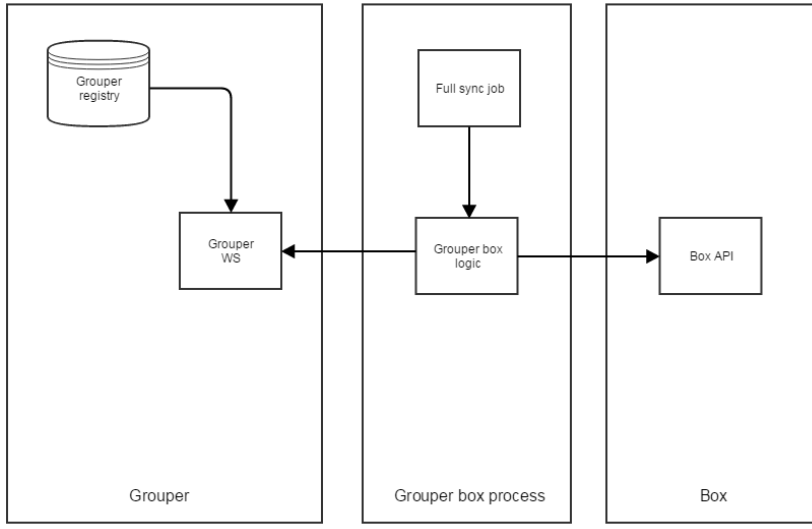 Grouper
registry
Full sync job
Grouper
WS
Grouper box
logic
Box API
Grouper
Grouper box process
Box